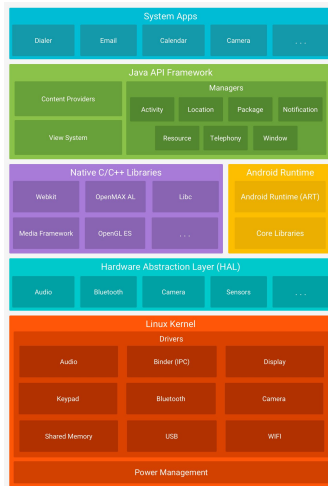 System Apps
Dialer Email Calendar Camera . . .
Java API Framework
Content Providers
View System
Managers
Activity Location Package Notification
Resource Telephony Window
Native C/C++ Libraries
Webkit OpenMAX AL Libc
Media Framework OpenGL ES . . .
Android Runtime
Android Runtime (ART)
Core Libraries
Hardware Abstraction Layer (HAL)
Audio Bluetooth Camera Sensors . . .
Linux Kernel
Drivers
Audio Binder (IPC) Display
Keypad Bluetooth Camera
Shared Memory USB WIFI
Power Management